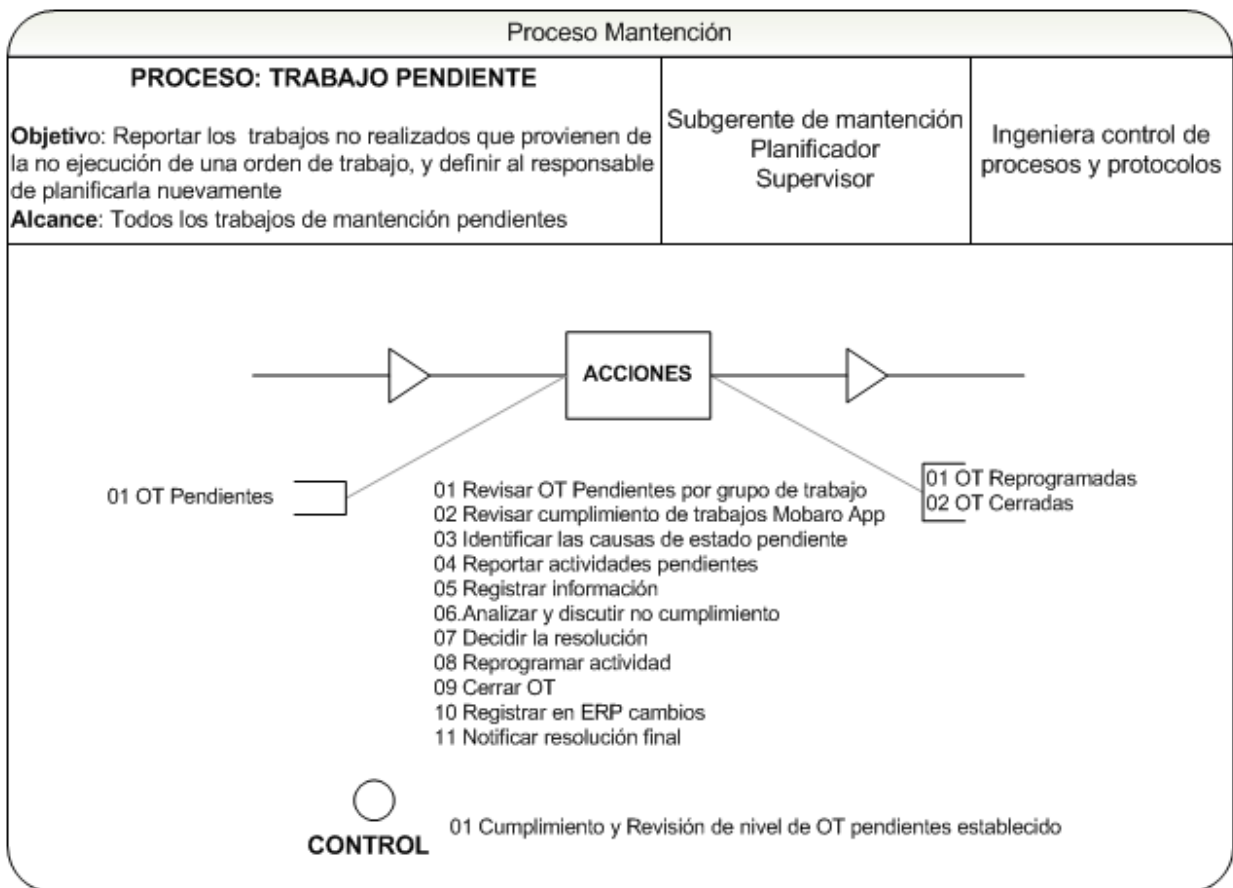 Proceso Mantención
PROCESO: TRABAJO PENDIENTE
Objetivo: Reportar los trabajos no realizados que provienen de
la no ejecución de una orden de trabajo, y definir al responsable
de planificarla nuevamente
Alcance: Todos los trabajos de mantención pendientes
Subgerente de mantención
Planificador
Supervisor
Ingeniera control de
procesos y protocolos
ACCIONES
01 OT Pendientes
01 Revisar OT Pendientes por grupo de trabajo
02 Revisar cumplimiento de trabajos Mobaro App
03 Identificar las causas de estado pendiente
04 Reportar actividades pendientes
05 Registrar información
06.Analizar y discutir no cumplimiento
07 Decidir la resolución
08 Reprogramar actividad
09 Cerrar OT
10 Registrar en ERP cambios
11 Notificar resolución final
01 OT Reprogramadas
02 OT Cerradas
CONTROL
01 Cumplimiento y Revisión de nivel de OT pendientes establecido